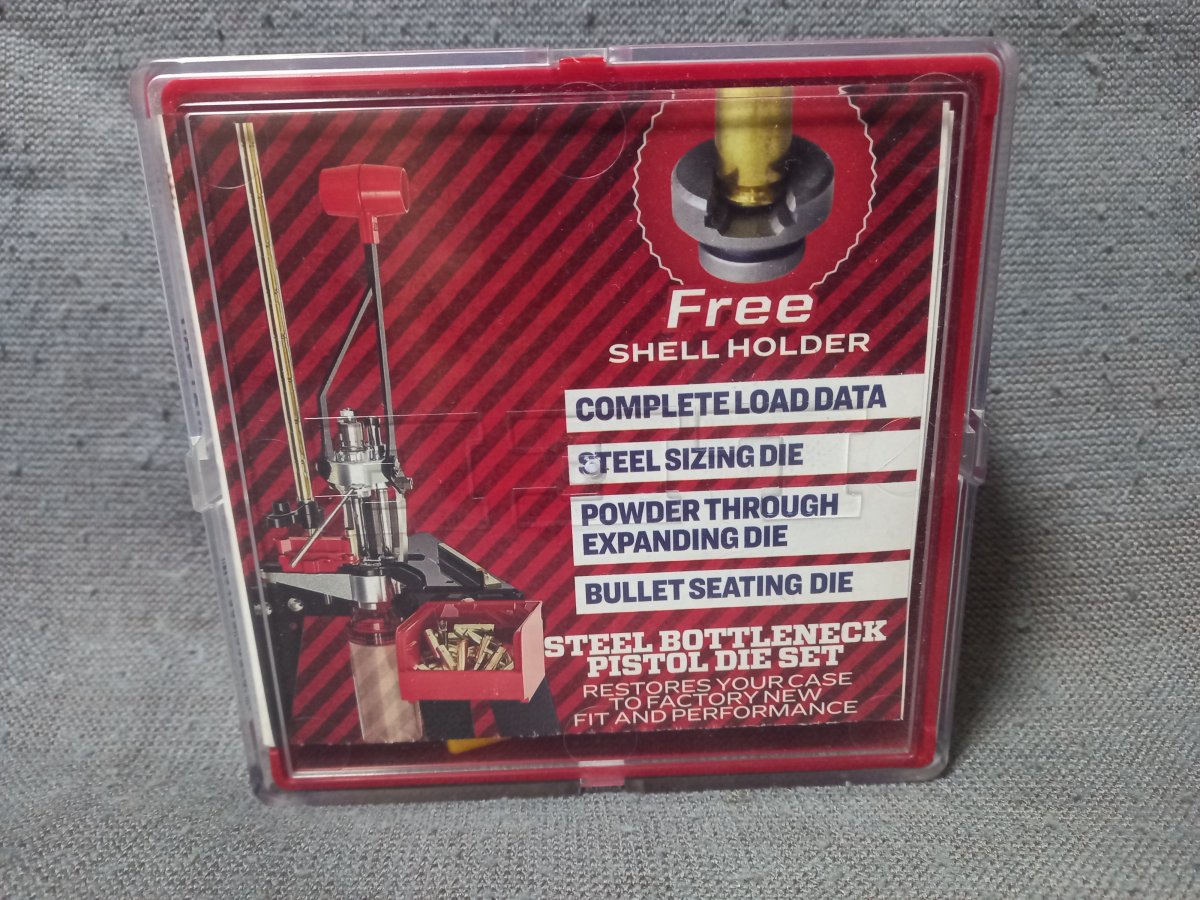 Free
SHELL HOLDER
COMPLETE LOAD DATA
STEEL SIZING DIE
POWDER THROUGH
EXPANDING DIE
BULLET SEATING DIE
STEEL BOTTLENECK
PISTOL DIE SET
RESTORES YOUR CASE
TO FACTORY NEW
FIT AND PERFORMANCE